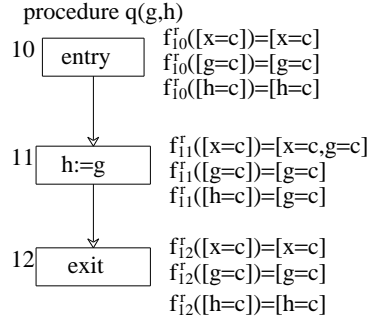 procedure q(g,h)
10 entry
f^r_10([x=c])=[x=c]
f^r_10([g=c])=[g=c]
f^r_10([h=c])=[h=c]
11 h:=g
f^r_11([x=c])=[x=c,g=c]
f^r_11([g=c])=[g=c]
f^r_11([h=c])=[g=c]
12 exit
f^r_12([x=c])=[x=c]
f^r_12([g=c])=[g=c]
f^r_12([h=c])=[h=c]